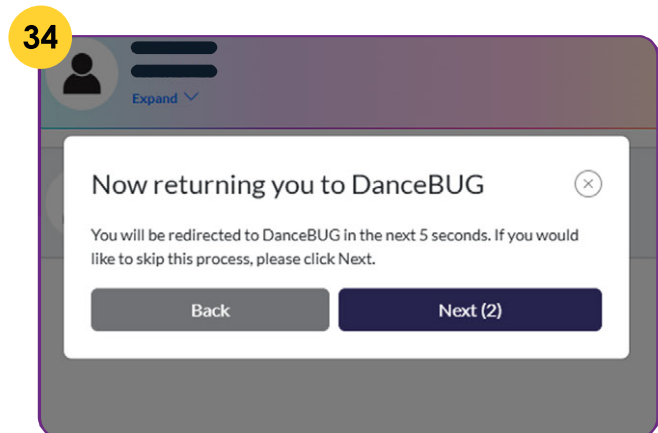 34
Expand
Now returning you to DanceBUG
You will be redirected to DanceBUG in the next 5 seconds. If you would
like to skip this process, please click Next.
Back
Next (2)